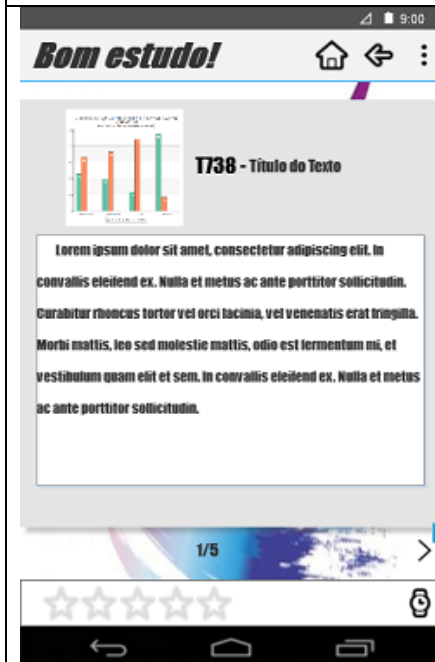 9:00
Bom estudo!
T738 - Título do Texto
Lorem ipsum dolor sit amet, consectetur adipiscing elit. In
convallis eleifend ex. Nulla et metus ac ante porttitor sollicitudin.
Curabitur rhoncus tortor vel orci lacinia, vel venenatis erat fringilla.
Morbi mattis, leo sed molestie mattis, odio est fermentum mi, et
vestibulum quam elit et sem. In convallis eleifend ex. Nulla et metus
ac ante porttitor sollicitudin.
1/5